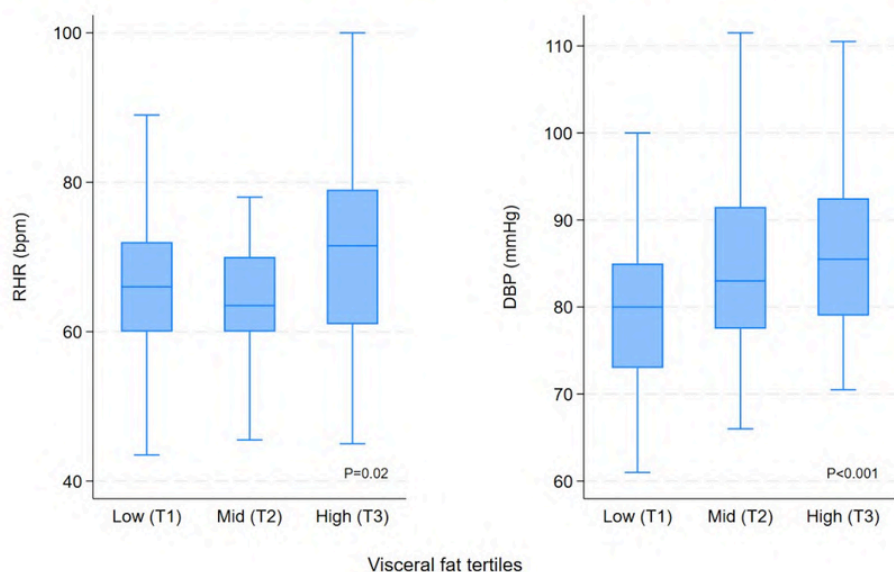 RHR (bpm)
100
80
60
40
P=0.02
Low (T1) Mid (T2) High (T3)
DBP (mmHg)
110
100
90
80
70
60
P<0.001
Low (T1) Mid (T2) High (T3)
Visceral fat tertiles